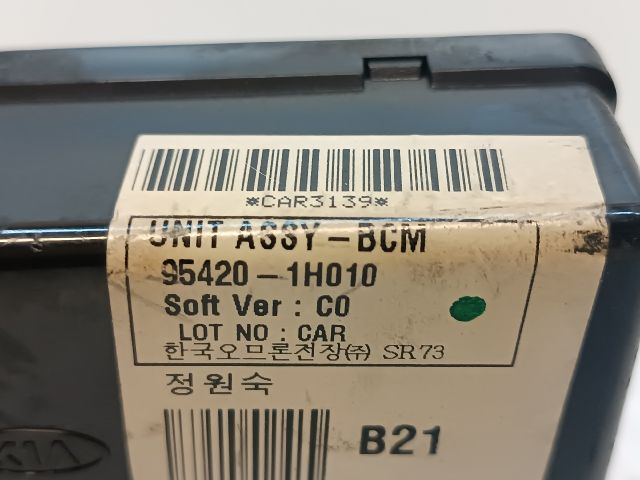 *CAR3139*
UNIT ASSY-BCM
95420-1H010
Soft Ver : C0
LOT NO : CAR
한국오므론전장㈜ SR73
정원숙
B21
KIA